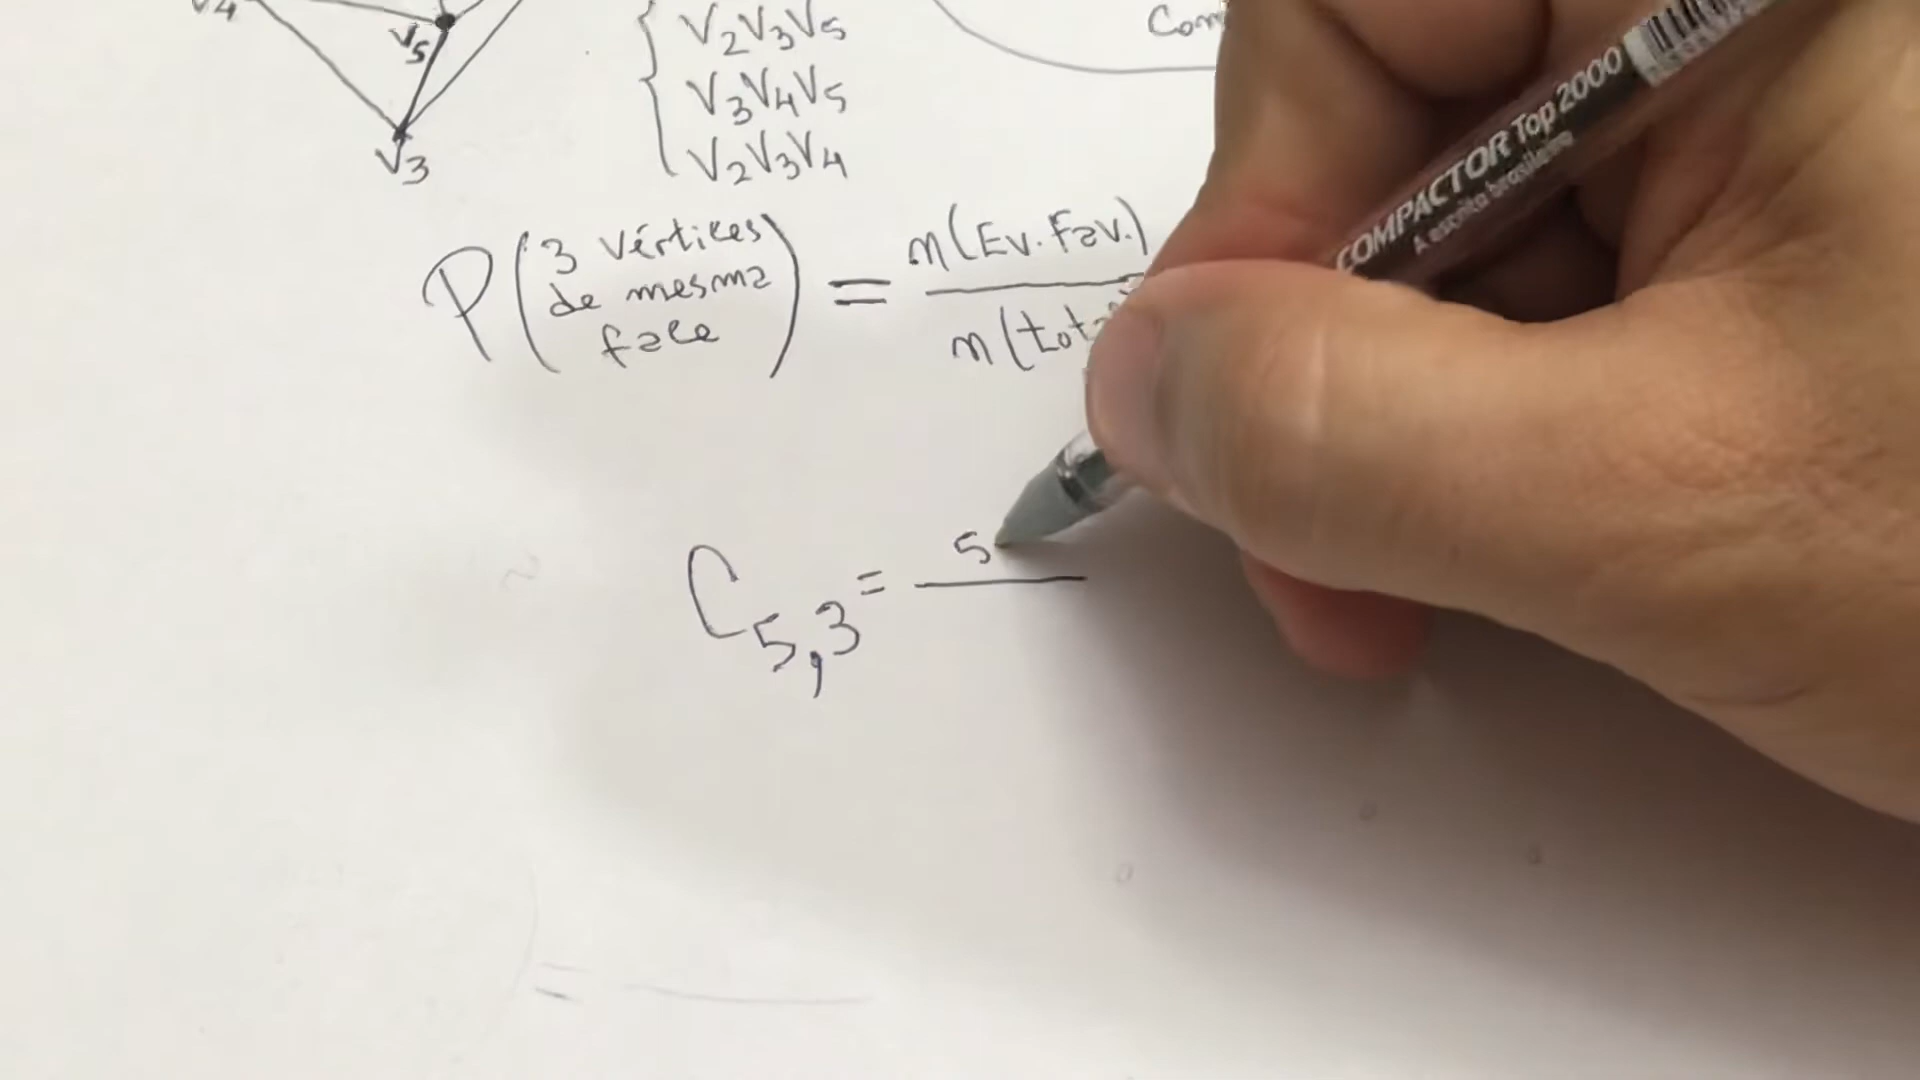 V4
V5
V3
V2V3V5
V3V4V5
V2V3V4
Com
P(3 vértices de mesma face) = n(Ev. Fav.)
n(tot
C5,3 = 5
=
COMPACTOR Top 2000
A escrita brasileira